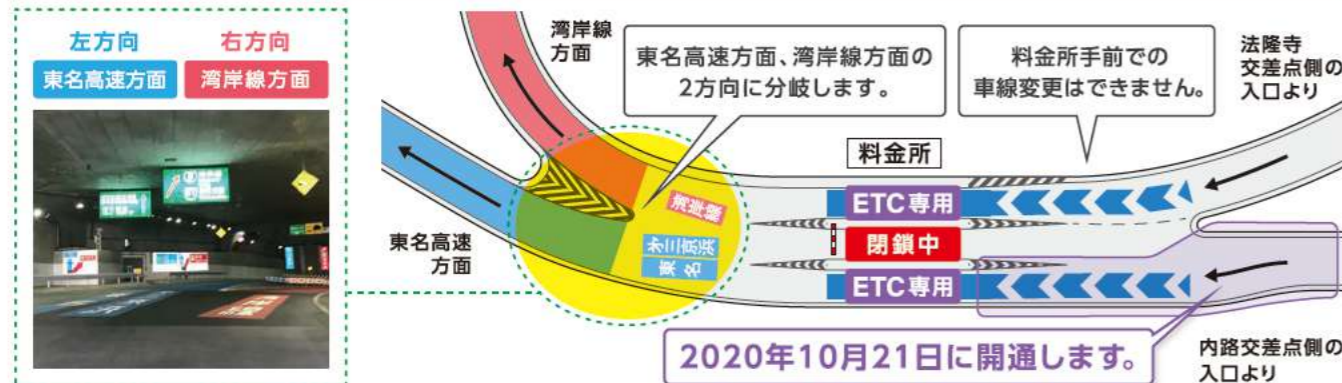 左方向
右方向
東名高速方面
湾岸線方面
湾岸線
方面
東名高速方面、湾岸線方面の
2方向に分岐します。
料金所手前での
車線変更はできません。
法隆寺
交差点側の
入口より
料金所
ETC専用
閉鎖中
ETC専用
湾岸線
東名
東名高速
方面
2020年10月21日に開通します。
内路交差点側の
入口より